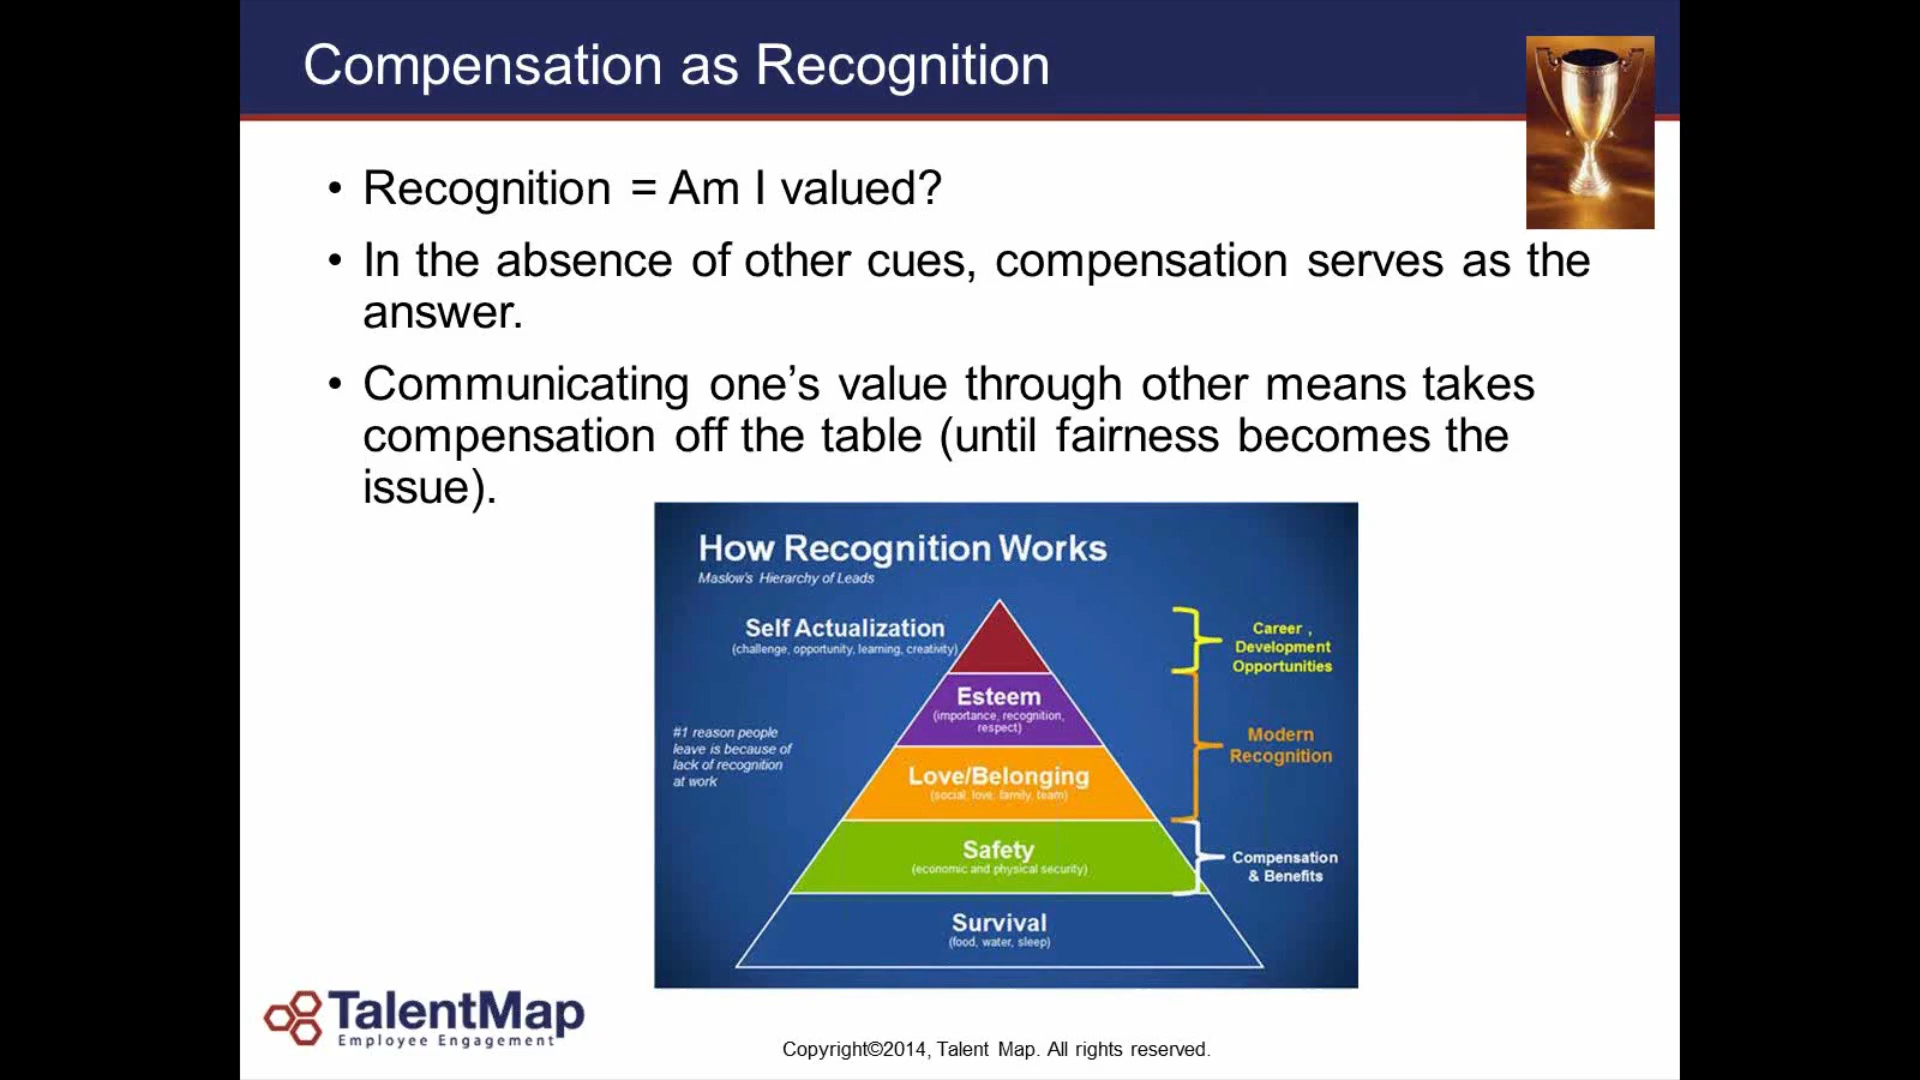 Compensation as Recognition
• Recognition = Am I valued?
• In the absence of other cues, compensation serves as the
answer.
• Communicating one’s value through other means takes
compensation off the table (until fairness becomes the
issue).
How Recognition Works
Maslow's Hierarchy of Leads
Self Actualization
(challenge, opportunity, learning, creativity)
Career ,
Development
Opportunities
Esteem
(importance, recognition,
respect)
#1 reason people
leave is because of
lack of recognition
at work
Modern
Recognition
Love/Belonging
(social, love, family, team)
Safety
(economic and physical security)
Compensation
& Benefits
Survival
(food, water, sleep)
TalentMap
Employee Engagement
Copyright©2014, Talent Map. All rights reserved.